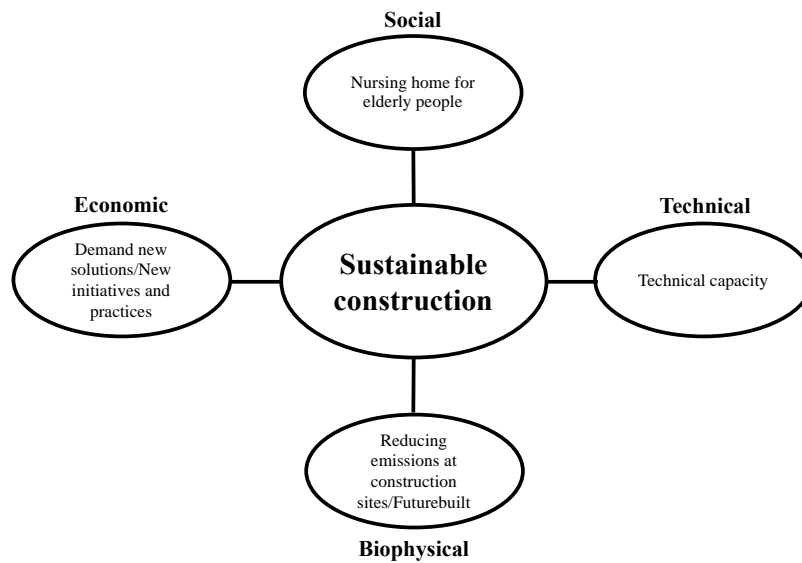 Social
Nursing home for
elderly people
Economic
Demand new
solutions/New
initiatives and
practices
Sustainable
construction
Technical
Technical capacity
Reducing
emissions at
construction
sites/Futurebuilt
Biophysical